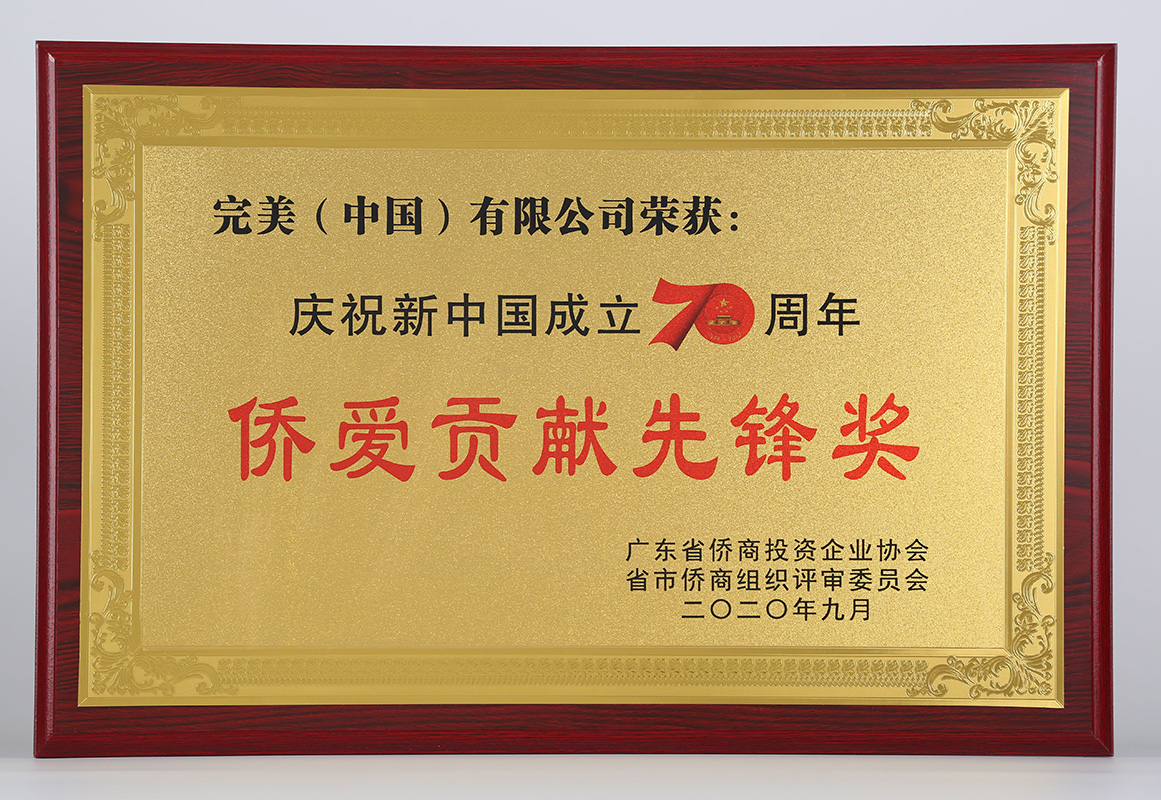 完美（中国）有限公司荣获：
庆祝新中国成立70周年
侨爱贡献先锋奖
广东省侨商投资企业协会
省市侨商组织评审委员会
二〇二〇年九月